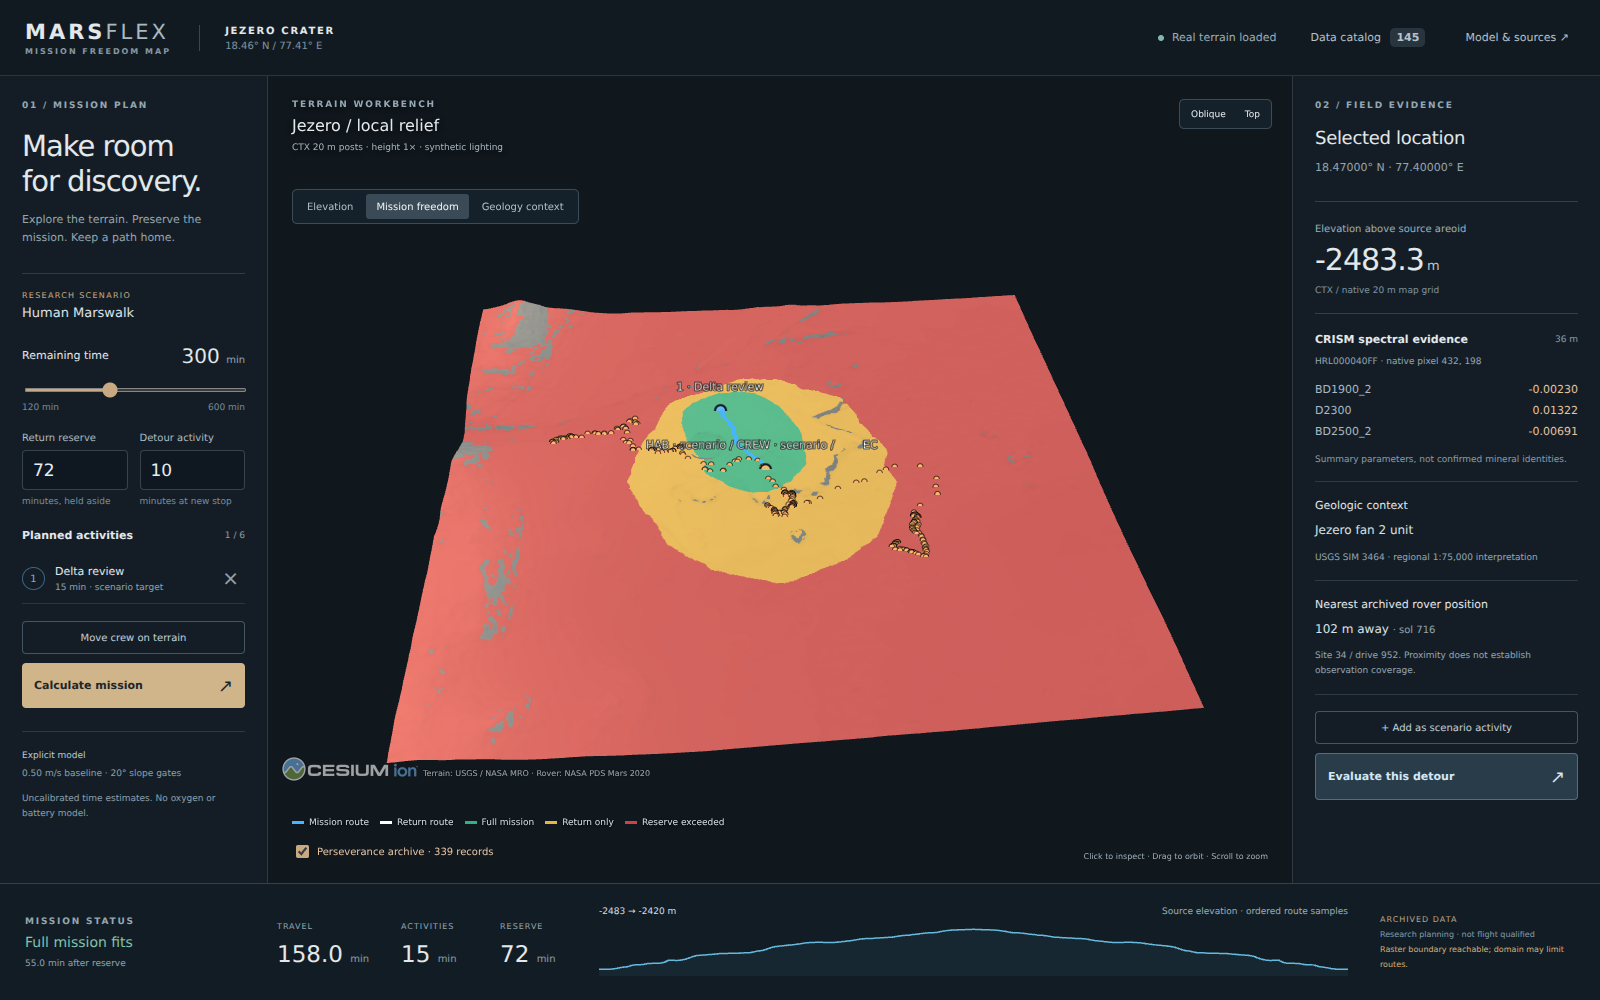 MARSFLEX
MISSION FREEDOM MAP
JEZERO CRATER
18.46° N / 77.41° E
Real terrain loaded
Data catalog 145
Model & sources ↗
01 / MISSION PLAN
Make room
for discovery.
Explore the terrain. Preserve the
mission. Keep a path home.
RESEARCH SCENARIO
Human Marswalk
Remaining time 300 min
120 min 600 min
Return reserve Detour activity
72 10
minutes, held aside minutes at new stop
Planned activities 1 / 6
1 Delta review ×
15 min · scenario target
Move crew on terrain
Calculate mission ↗
Explicit model
0.50 m/s baseline · 20° slope gates
Uncalibrated time estimates. No oxygen or
battery model.
TERRAIN WORKBENCH
Jezero / local relief
CTX 20 m posts · height 1× · synthetic lighting
Oblique Top
Elevation Mission freedom Geology context
1 · Delta review
HAB · scenario / CREW · scenario / EC
CESIUM ion Terrain: USGS / NASA MRO · Rover: NASA PDS Mars 2020
Mission route Return route Full mission Return only Reserve exceeded
Perseverance archive · 339 records
Click to inspect · Drag to orbit · Scroll to zoom
02 / FIELD EVIDENCE
Selected location
18.47000° N · 77.40000° E
Elevation above source areoid
-2483.3 m
CTX / native 20 m map grid
CRISM spectral evidence 36 m
HRL000040FF · native pixel 432, 198
BD1900_2 -0.00230
D2300 0.01322
BD2500_2 -0.00691
Summary parameters, not confirmed mineral identities.
Geologic context
Jezero fan 2 unit
USGS SIM 3464 · regional 1:75,000 interpretation
Nearest archived rover position
102 m away · sol 716
Site 34 / drive 952. Proximity does not establish
observation coverage.
+ Add as scenario activity
Evaluate this detour ↗
MISSION STATUS
Full mission fits
55.0 min after reserve
TRAVEL
158.0 min
ACTIVITIES
15 min
RESERVE
72 min
-2483 → -2420 m
Source elevation · ordered route samples
ARCHIVED DATA
Research planning · not flight qualified
Raster boundary reachable; domain may limit
routes.